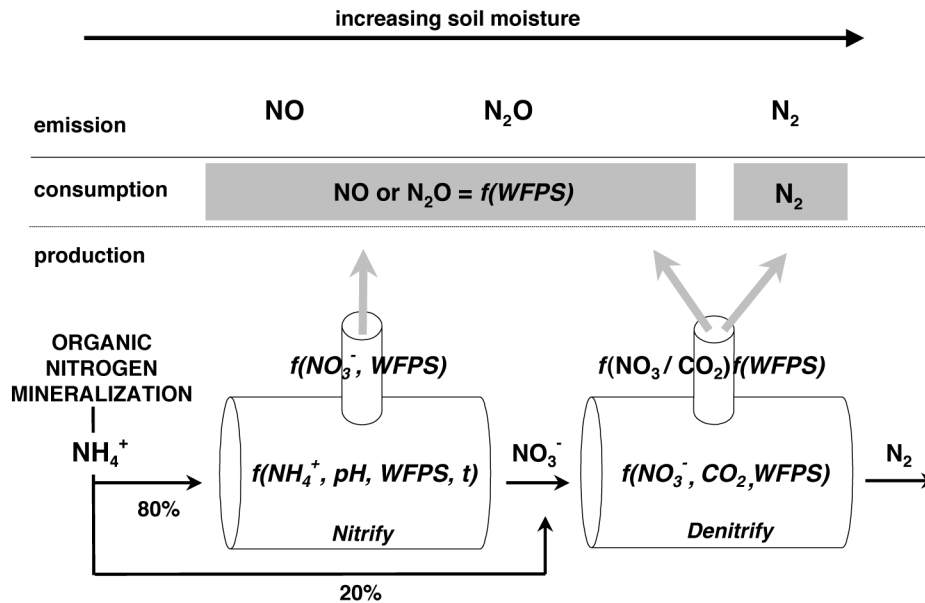 increasing soil moisture
emission
NO
N₂O
N₂
consumption
NO or N₂O = f(WFPS)
N₂
production
ORGANIC
NITROGEN
MINERALIZATION
f(NO₃⁻, WFPS)
f(NO₃ / CO₂)f(WFPS)
NH₄⁺
80%
f(NH₄⁺, pH, WFPS, t)
Nitrify
NO₃⁻
f(NO₃⁻, CO₂,WFPS)
Denitrify
N₂
20%